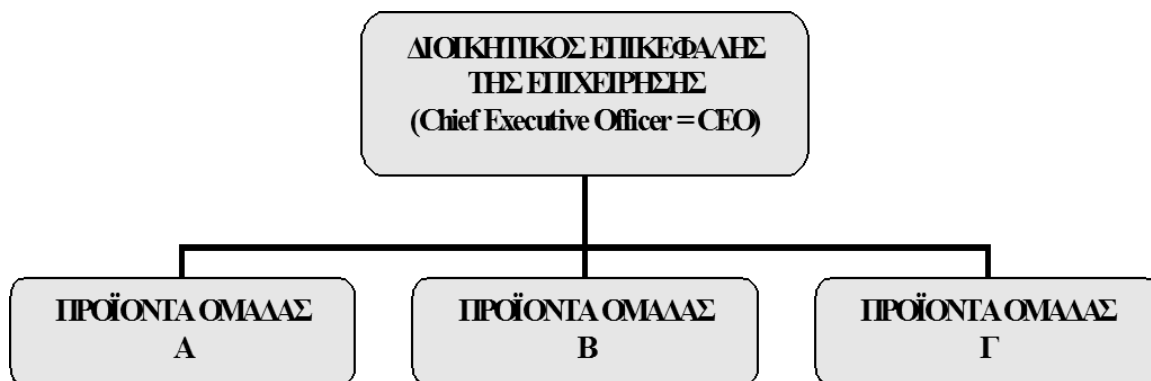 ΔΙΟΙΚΗΤΙΚΟΣ ΕΠΙΚΕΦΑΛΗΣ
ΤΗΣ ΕΠΙΧΕΙΡΗΣΗΣ
(Chief Executive Officer = CEO)
ΠΡΟΪΟΝΤΑ ΟΜΑΔΑΣ
Α
ΠΡΟΪΟΝΤΑ ΟΜΑΔΑΣ
Β
ΠΡΟΪΟΝΤΑ ΟΜΑΔΑΣ
Γ